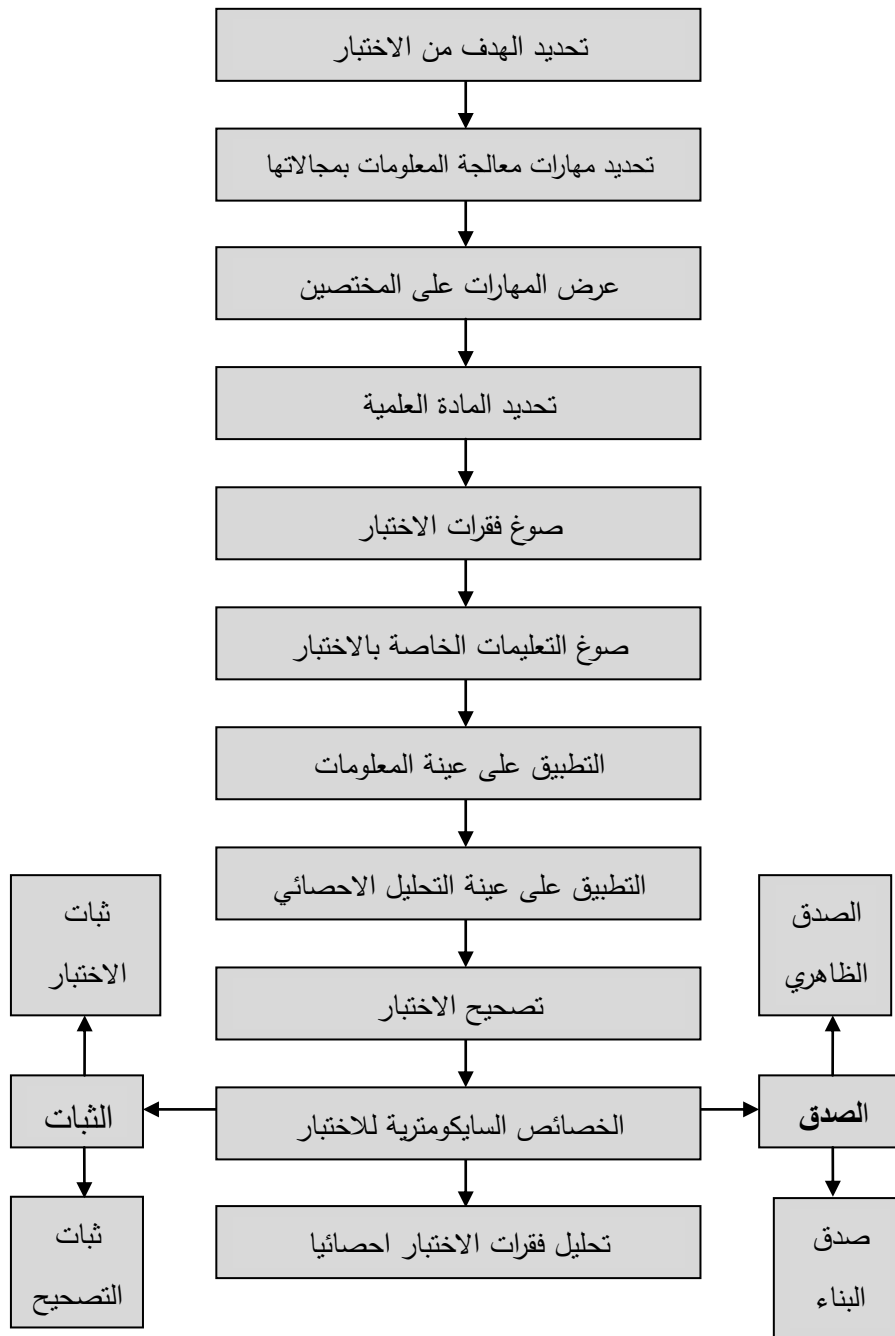 تحديد الهدف من الاختبار
تحديد مهارات معالجة المعلومات بمجالاتها
عرض المهارات على المختصين
تحديد المادة العلمية
صوغ فقرات الاختبار
صوغ التعليمات الخاصة بالاختبار
التطبيق على عينة المعلومات
التطبيق على عينة التحليل الاحصائي
الصدق
الظاهري
ثبات
الاختبار
تصحيح الاختبار
الصدق
الخصائص السايكومترية للاختبار
الثبات
تحليل فقرات الاختبار احصائيا
صدق
البناء
ثبات
التصحيح